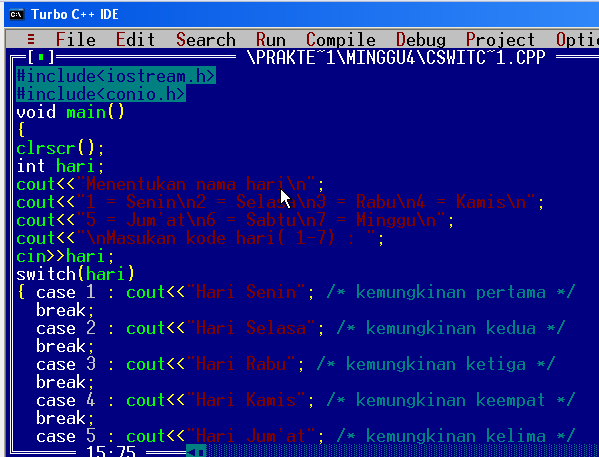 Turbo C++ IDE
≡ File Edit Search Run Compile Debug Project Optio
\PRAKTE~1\MINGGU4\CSWITC~1.CPP
#include<iostream.h>
#include<conio.h>
void main()
{
clrscr();
int hari;
cout<<"Menentukan nama hari\n";
cout<<"1 = Senin\n2 = Selasa\n3 = Rabu\n4 = Kamis\n";
cout<<"5 = Jum'at\n6 = Sabtu\n7 = Minggu\n";
cout<<"\nMasukan kode hari( 1-7) : ";
cin>>hari;
switch(hari)
{ case 1 : cout<<"Hari Senin"; /* kemungkinan pertama */
break;
case 2 : cout<<"Hari Selasa"; /* kemungkinan kedua */
break;
case 3 : cout<<"Hari Rabu"; /* kemungkinan ketiga */
break;
case 4 : cout<<"Hari Kamis"; /* kemungkinan keempat */
break;
case 5 : cout<<"Hari Jum'at"; /* kemungkinan kelima */
15:75